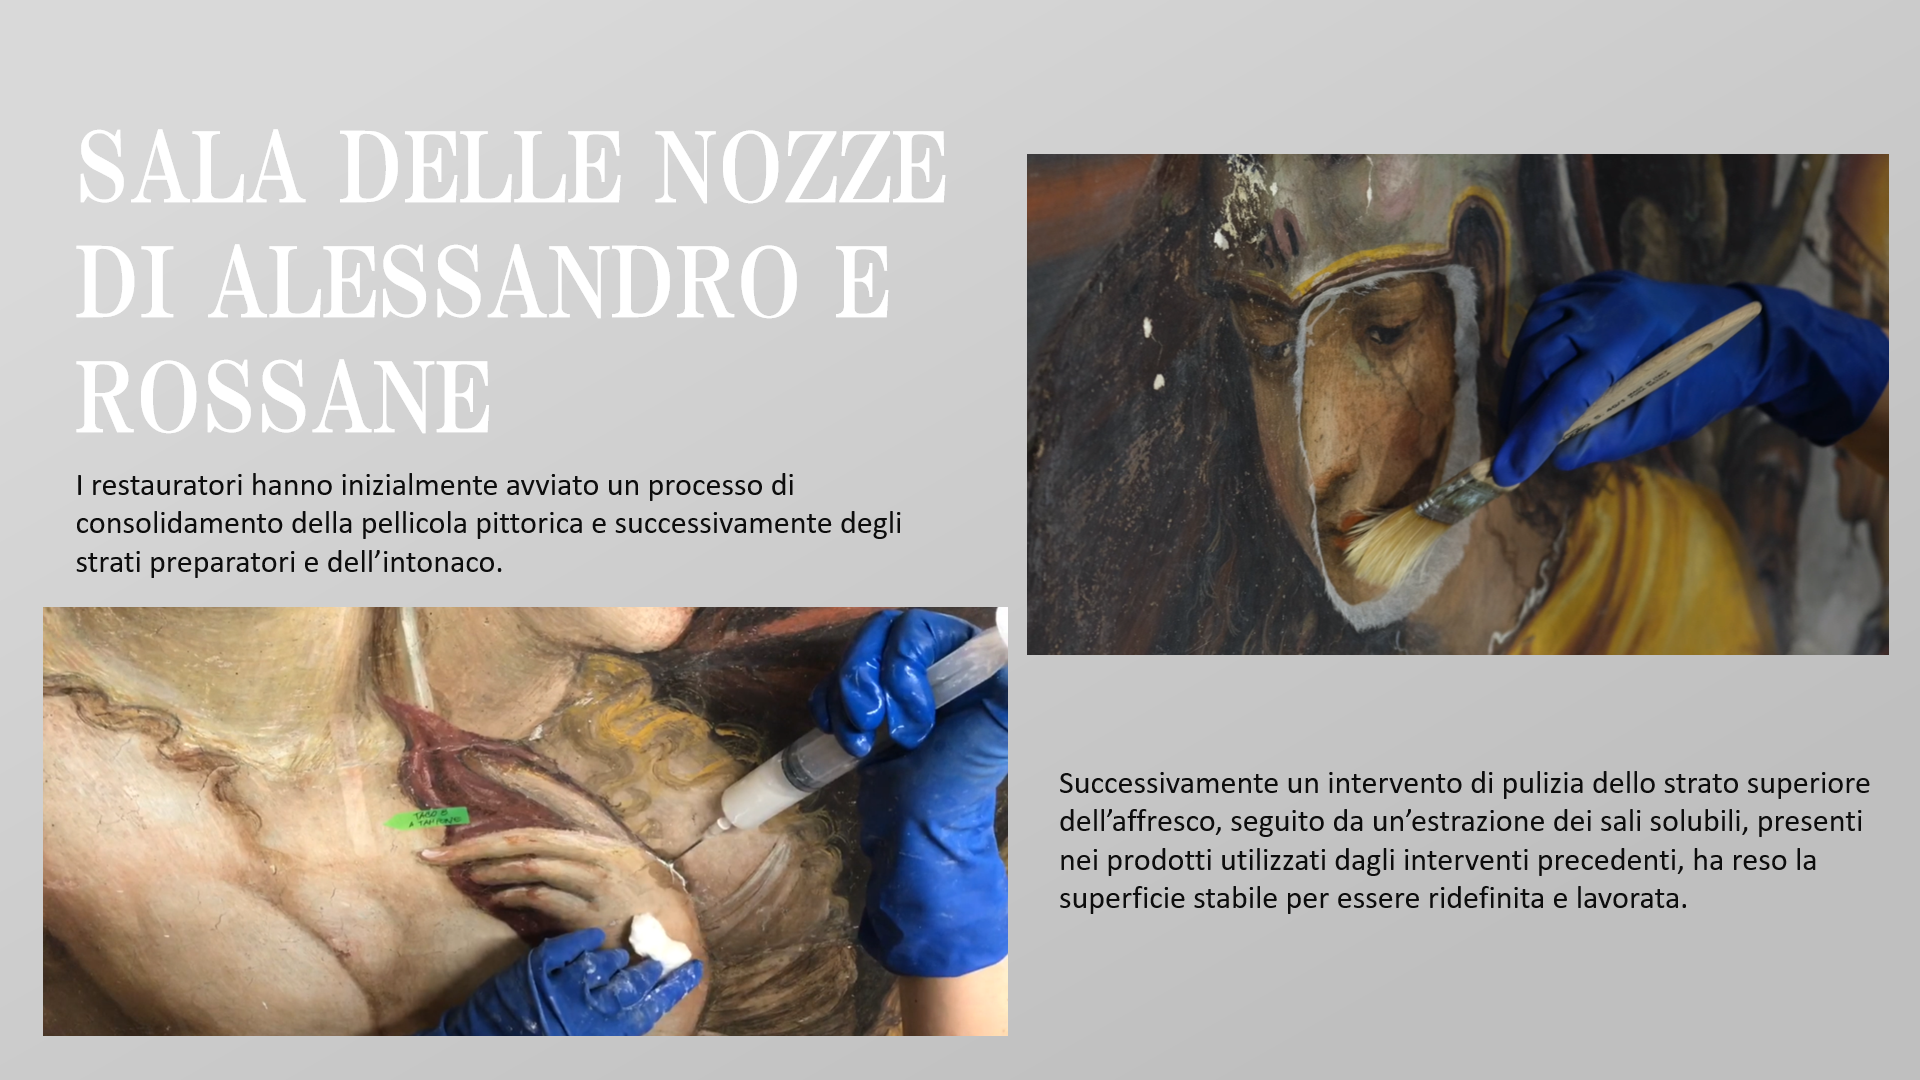 SALA DELLE NOZZE
DI ALESSANDRO E
ROSSANE
I restauratori hanno inizialmente avviato un processo di
consolidamento della pellicola pittorica e successivamente degli
strati preparatori e dell’intonaco.
A TAMPONE
Successivamente un intervento di pulizia dello strato superiore
dell’affresco, seguito da un’estrazione dei sali solubili, presenti
nei prodotti utilizzati dagli interventi precedenti, ha reso la
superficie stabile per essere ridefinita e lavorata.